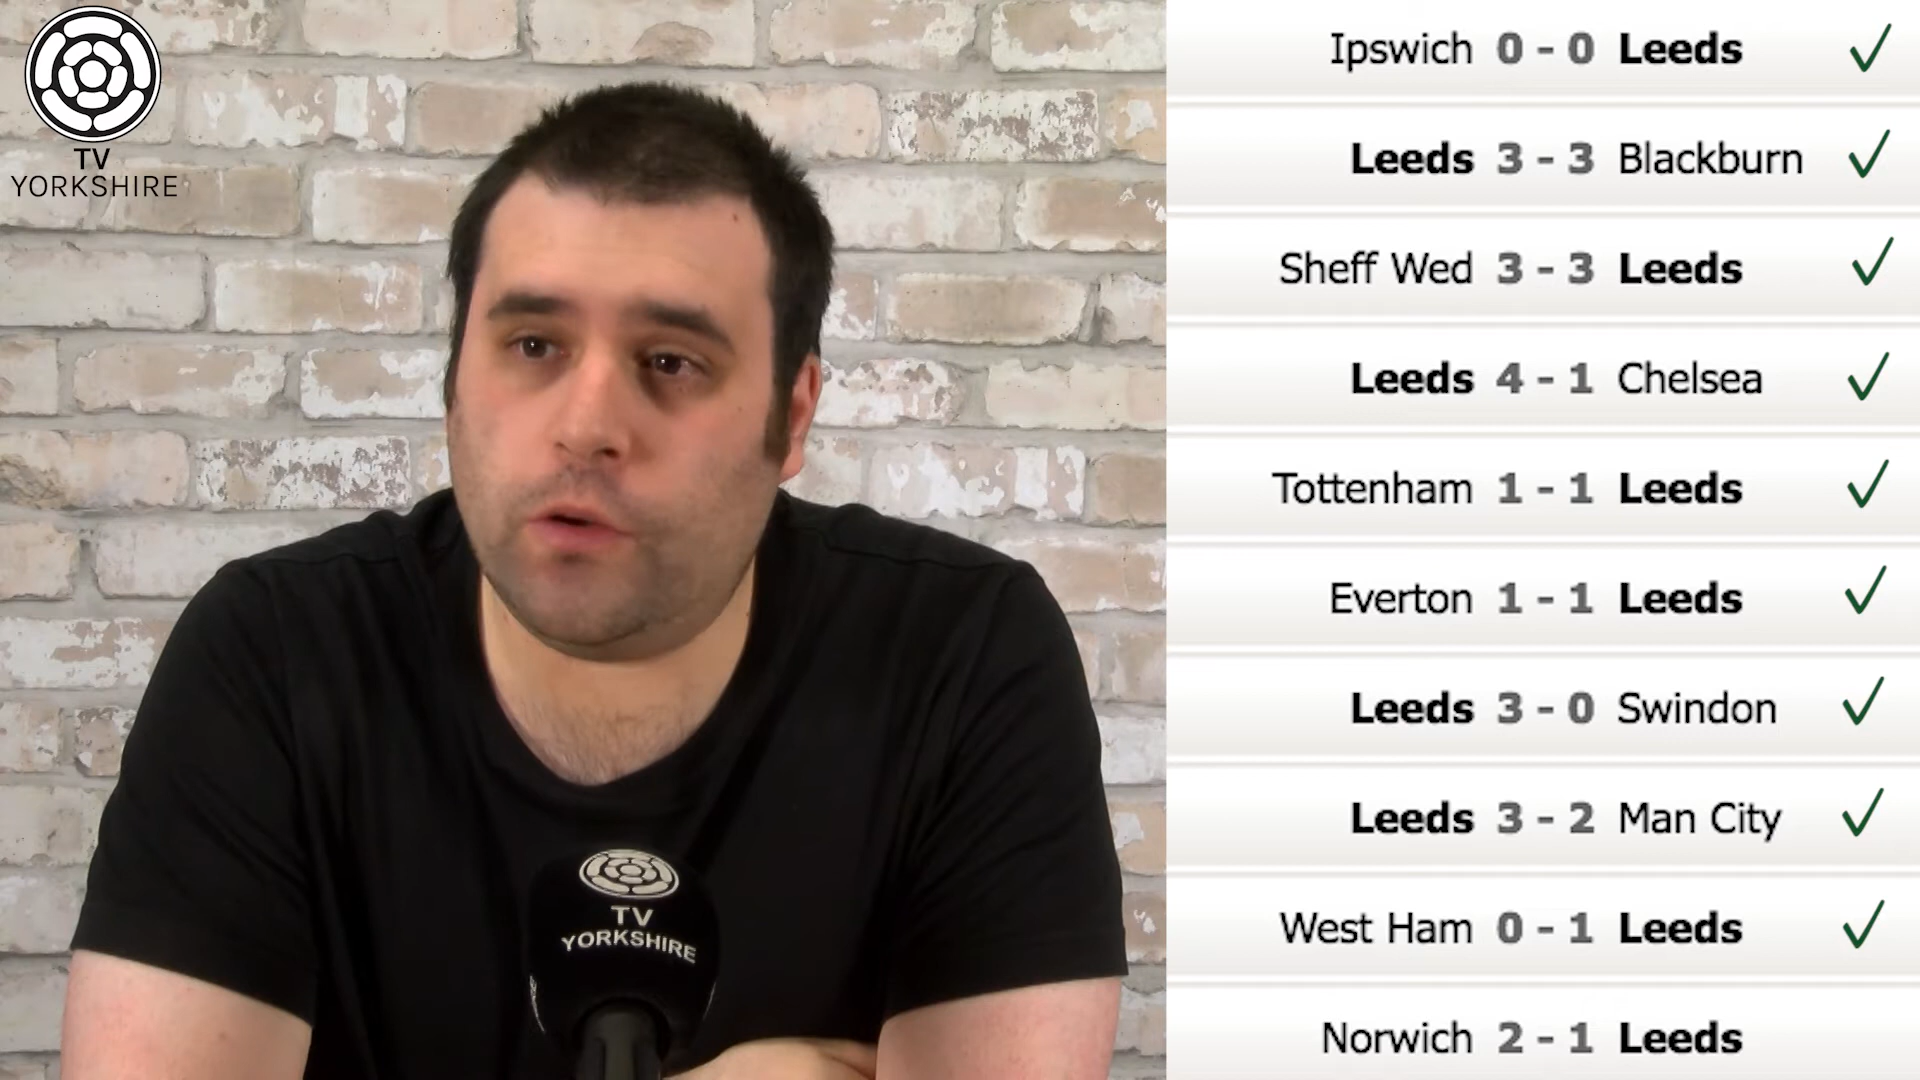 TV
YORKSHIRE
TV
YORKSHIRE
Ipswich 0 - 0 Leeds ✓
Leeds 3 - 3 Blackburn ✓
Sheff Wed 3 - 3 Leeds ✓
Leeds 4 - 1 Chelsea ✓
Tottenham 1 - 1 Leeds ✓
Everton 1 - 1 Leeds ✓
Leeds 3 - 0 Swindon ✓
Leeds 3 - 2 Man City ✓
West Ham 0 - 1 Leeds ✓
Norwich 2 - 1 Leeds